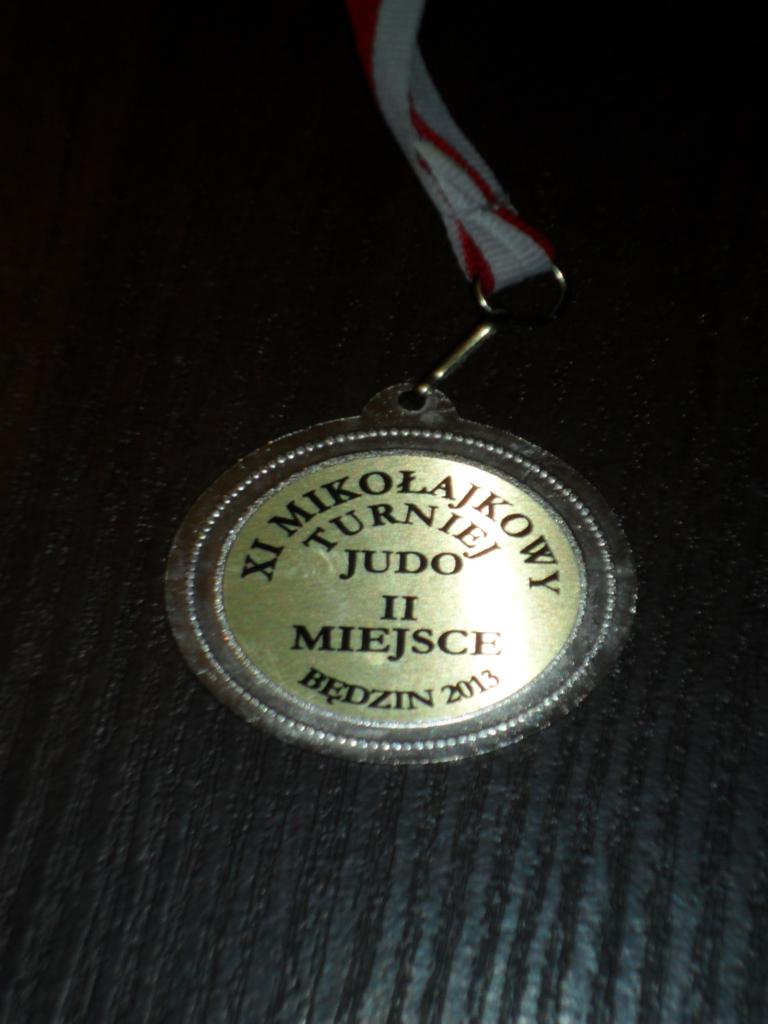 XI MIKOŁAJKOWY
TURNIEJ
JUDO
II
MIEJSCE
BĘDZIN 2013